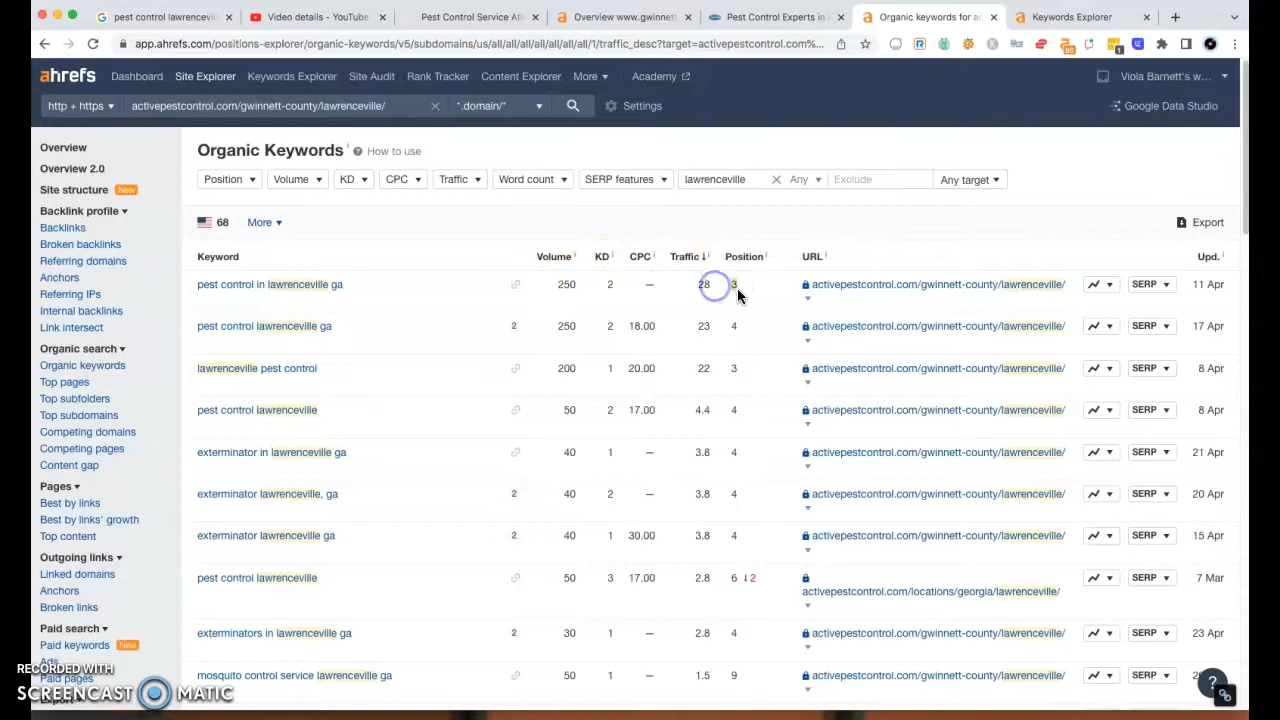 pest control lawrencevill
Video details - YouTube
Pest Control Service Atl
Overview www.gwinnett
Pest Control Experts in
Organic keywords for a
Keywords Explorer
app.ahrefs.com/positions-explorer/organic-keywords/v5/subdomains/us/all/all/all/all/all/all/all/1/traffic_desc?target=activepestcontrol.com%...
ahrefs Dashboard Site Explorer Keywords Explorer Site Audit Rank Tracker Content Explorer More Academy Viola Barnett's w...
http + https activepestcontrol.com/gwinnett-county/lawrenceville/ *.domain/* Settings Google Data Studio
Overview
Overview 2.0
Site structure New
Backlink profile
Backlinks
Broken backlinks
Referring domains
Anchors
Referring IPs
Internal backlinks
Link intersect
Organic search
Organic keywords
Top pages
Top subfolders
Top subdomains
Competing domains
Competing pages
Content gap
Pages
Best by links
Best by links' growth
Top content
Outgoing links
Linked domains
Anchors
Broken links
Paid search
Paid keywords New
Ads
Paid pages
Export
Organic Keywords How to use
Position Volume KD CPC Traffic Word count SERP features lawrenceville Any Exclude Any target
68 More Export
Keyword Volume KD CPC Traffic Position URL Upd.
pest control in lawrenceville ga 250 2 — 28 3 activepestcontrol.com/gwinnett-county/lawrenceville/ SERP 11 Apr
pest control lawrenceville ga 2 250 2 18.00 23 4 activepestcontrol.com/gwinnett-county/lawrenceville/ SERP 17 Apr
lawrenceville pest control 200 1 20.00 22 3 activepestcontrol.com/gwinnett-county/lawrenceville/ SERP 8 Apr
pest control lawrenceville 50 2 17.00 4.4 4 activepestcontrol.com/gwinnett-county/lawrenceville/ SERP 8 Apr
exterminator in lawrenceville ga 40 1 — 3.8 4 activepestcontrol.com/gwinnett-county/lawrenceville/ SERP 21 Apr
exterminator lawrenceville, ga 2 40 2 — 3.8 4 activepestcontrol.com/gwinnett-county/lawrenceville/ SERP 20 Apr
exterminator lawrenceville ga 2 40 1 30.00 3.8 4 activepestcontrol.com/gwinnett-county/lawrenceville/ SERP 15 Apr
pest control lawrenceville 50 3 17.00 2.8 6 ↓2 SERP 7 Mar
activepestcontrol.com/locations/georgia/lawrenceville/
exterminators in lawrenceville ga 2 30 1 — 2.8 4 activepestcontrol.com/gwinnett-county/lawrenceville/ SERP 23 Apr
mosquito control service lawrenceville ga 50 1 — 1.5 9 activepestcontrol.com/gwinnett-county/lawrenceville/ SERP
?
RECORDED WITH
SCREENCAST MATIC